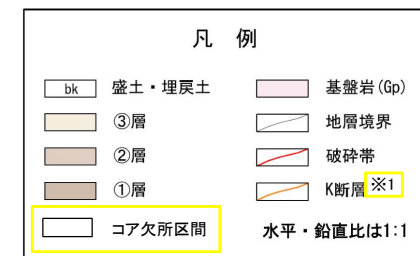 凡 例
bk 盛土・埋戻土 基盤岩(Gp)
③層 地層境界
②層 破砕帯
①層 K断層 ※1
コア欠所区間 水平・鉛直比は1:1